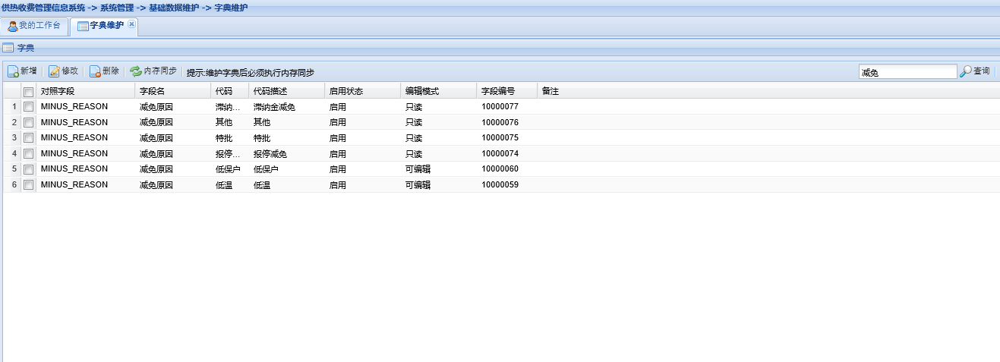 供热收费管理信息系统 -> 系统管理 -> 基础数据维护 -> 字典维护
我的工作台 字典维护
字典
新增 修改 删除 内存同步 提示:维护字典后必须执行内存同步 减免 查询
对照字段 字段名 代码 代码描述 启用状态 编辑模式 字段编号 备注
1 MINUS_REASON 减免原因 滞纳... 滞纳金减免 启用 只读 10000077
2 MINUS_REASON 减免原因 其他 其他 启用 只读 10000076
3 MINUS_REASON 减免原因 特批 特批 启用 只读 10000075
4 MINUS_REASON 减免原因 报停... 报停减免 启用 只读 10000074
5 MINUS_REASON 减免原因 低保户 低保户 启用 可编辑 10000060
6 MINUS_REASON 减免原因 低温 低温 启用 可编辑 10000059